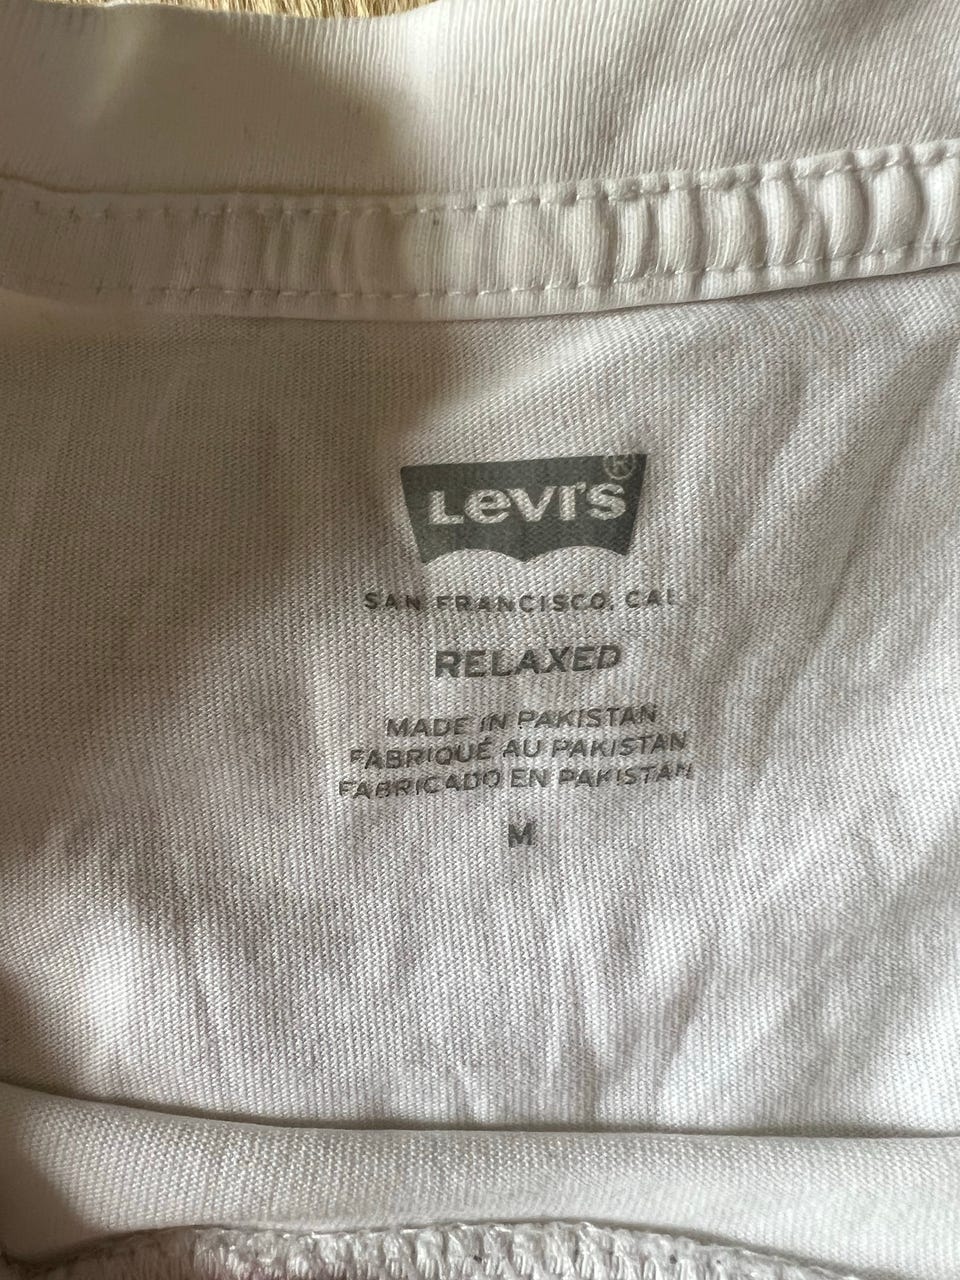 Levi's®
SAN FRANCISCO, CAL
RELAXED
MADE IN PAKISTAN
FABRIQUÉ AU PAKISTAN
FABRICADO EN PAKISTAN
M